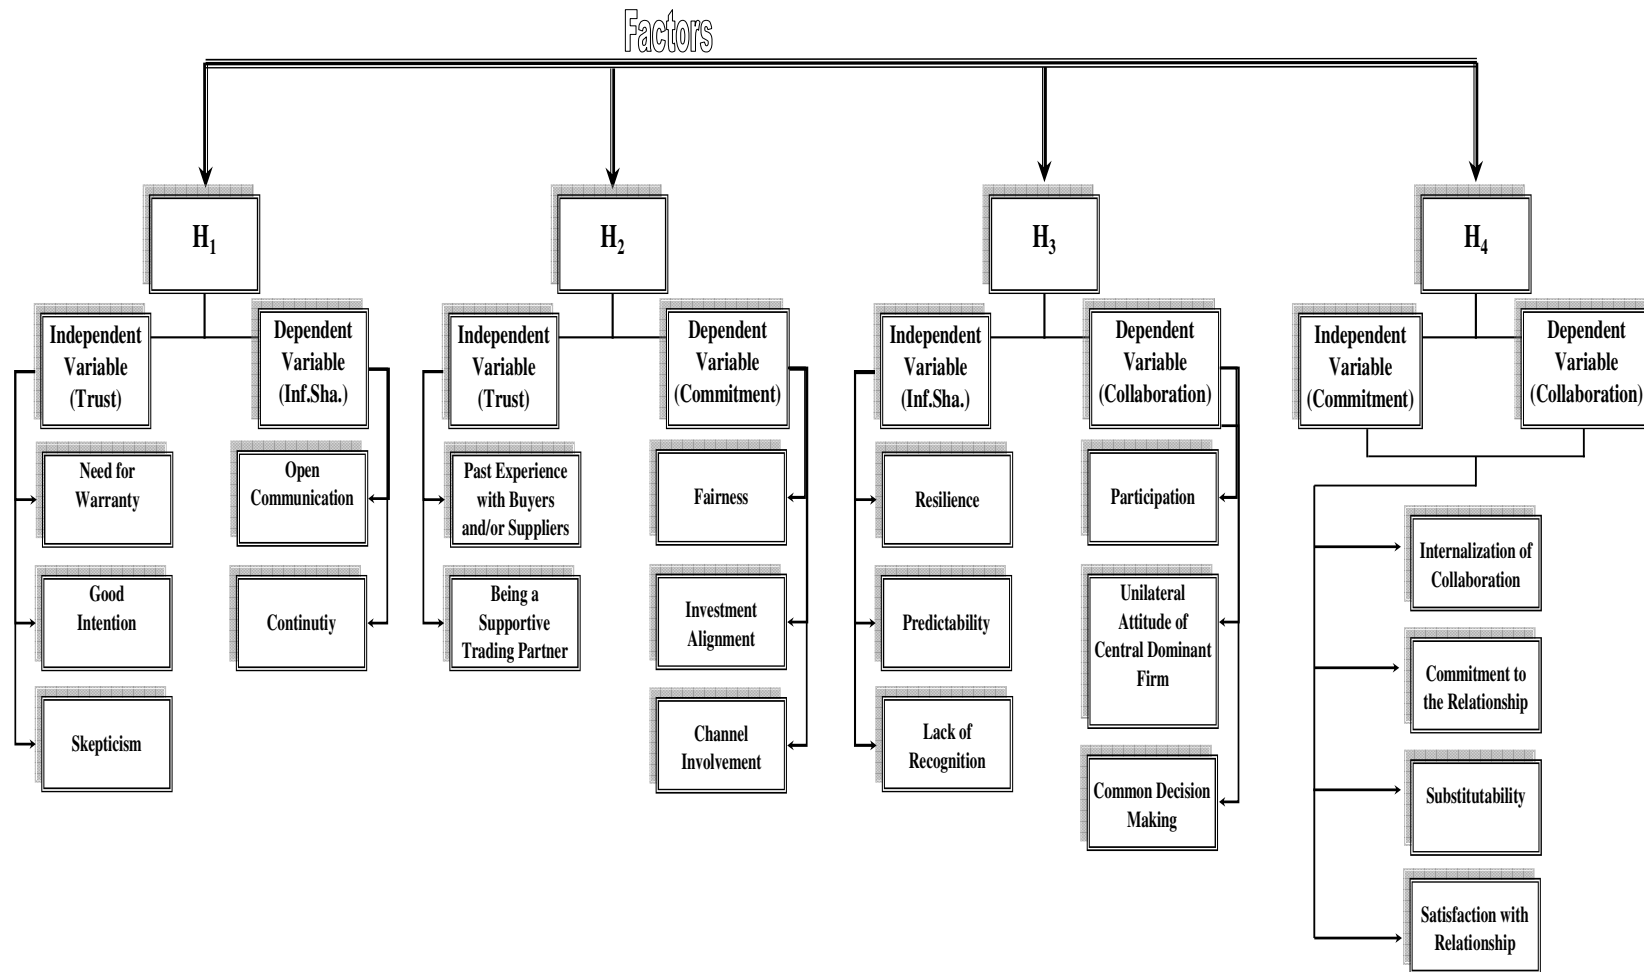 Factors
H1
H2
H3
H4
Independent
Variable
(Trust)
Dependent
Variable
(Inf.Sha.)
Independent
Variable
(Trust)
Dependent
Variable
(Commitment)
Independent
Variable
(Inf.Sha.)
Dependent
Variable
(Collaboration)
Independent
Variable
(Commitment)
Dependent
Variable
(Collaboration)
Need for
Warranty
Good
Intention
Skepticism
Open
Communication
Continutiy
Past Experience
with Buyers
and/or Suppliers
Being a
Supportive
Trading Partner
Fairness
Investment
Alignment
Channel
Involvement
Resilience
Predictability
Lack of
Recognition
Participation
Unilateral
Attitude of
Central Dominant
Firm
Common Decision
Making
Internalization of
Collaboration
Commitment to
the Relationship
Substitutability
Satisfaction with
Relationship